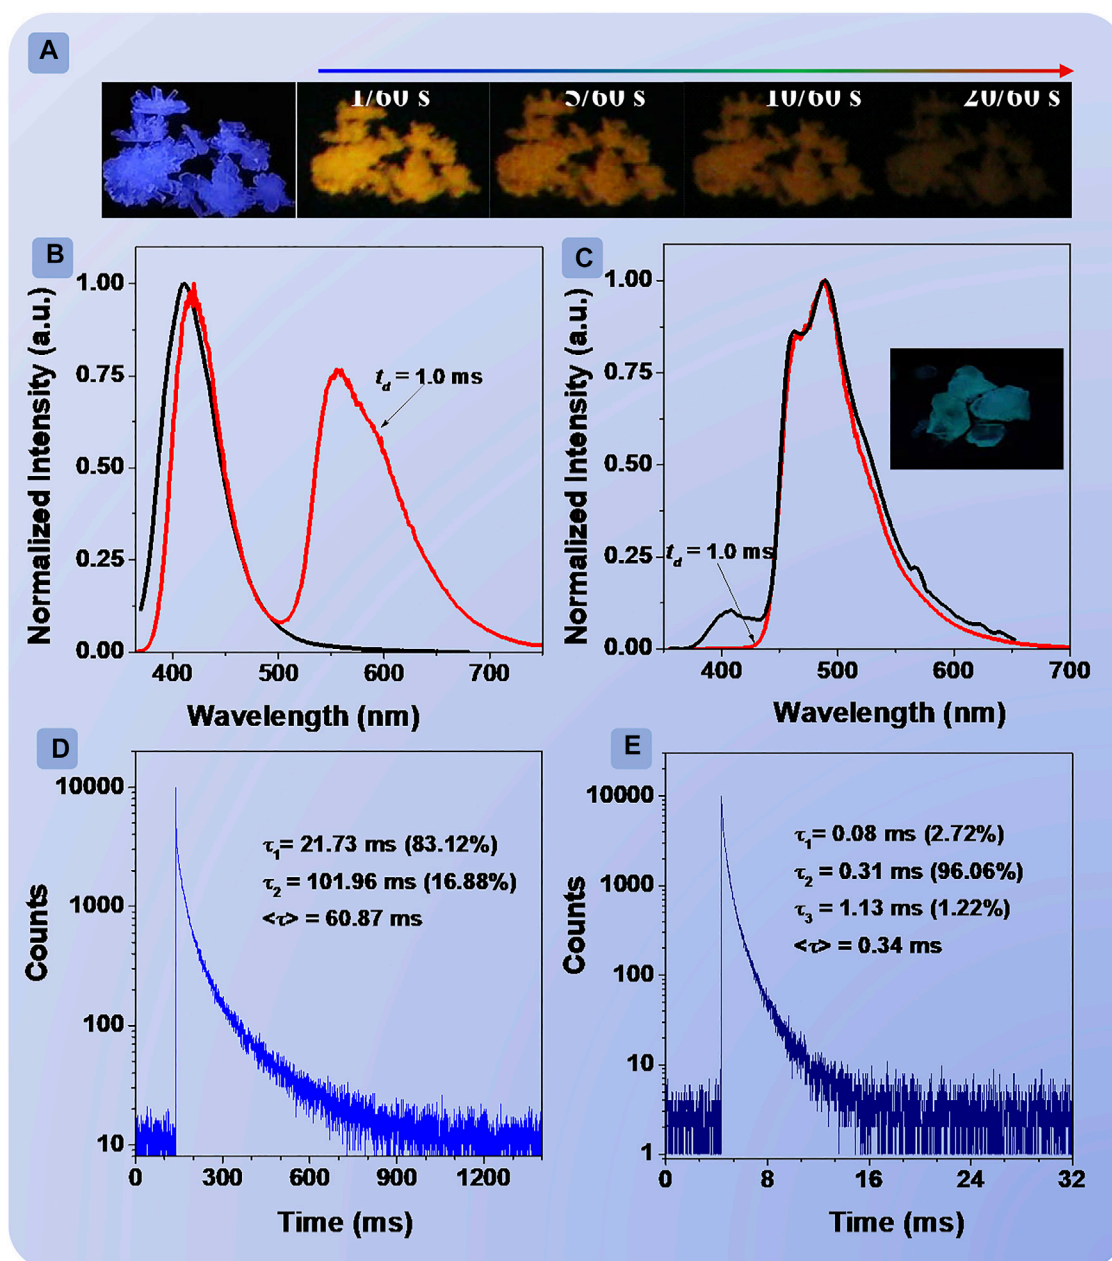 A
1/60 s 5/60 s 10/60 s 20/60 s
B
1.00
0.75
0.50
0.25
0.00
Normalized Intensity (a.u.)
t_d = 1.0 ms
400 500 600 700
Wavelength (nm)
C
1.00
0.75
0.50
0.25
0.00
Normalized Intensity (a.u.)
t_d = 1.0 ms
400 500 600 700
Wavelength (nm)
D
10000
1000
100
10
Counts
τ₁= 21.73 ms (83.12%)
τ₂ = 101.96 ms (16.88%)
<τ> = 60.87 ms
0 300 600 900 1200
Time (ms)
E
10000
1000
100
10
1
Counts
τ₁= 0.08 ms (2.72%)
τ₂ = 0.31 ms (96.06%)
τ₃ = 1.13 ms (1.22%)
<τ> = 0.34 ms
0 8 16 24 32
Time (ms)